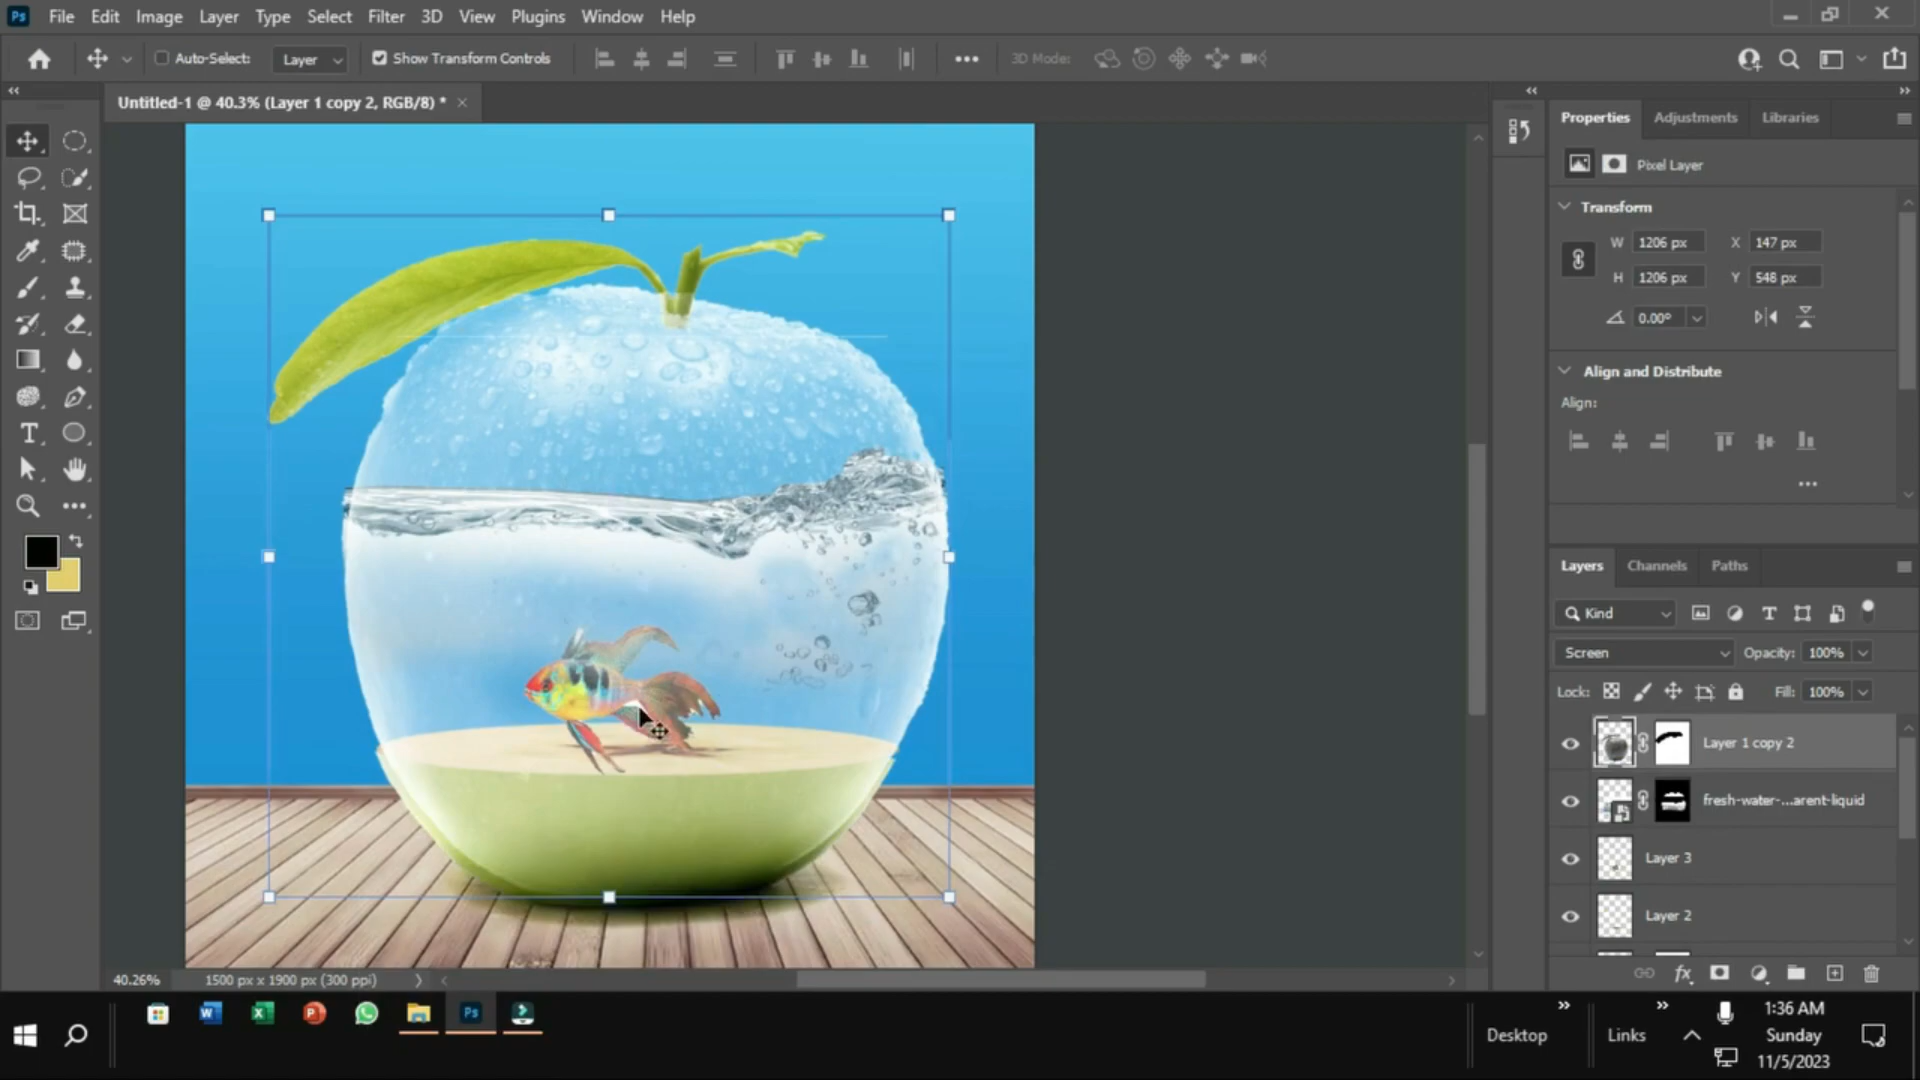 Ps File Edit Image Layer Type Select Filter 3D View Plugins Window Help
Auto-Select: Layer Show Transform Controls 3D Mode:
Untitled-1 @ 40.3% (Layer 1 copy 2, RGB/8) *
Properties Adjustments Libraries
Pixel Layer
Transform
W 1206 px X 147 px
H 1206 px Y 548 px
0.00°
Align and Distribute
Align:
Layers Channels Paths
Kind
Screen Opacity: 100%
Lock: Fill: 100%
Layer 1 copy 2
fresh-water-...arent-liquid
Layer 3
Layer 2
fx
40.26% 1500 px x 1900 px (300 ppi)
Desktop Links
1:36 AM
Sunday
11/5/2023